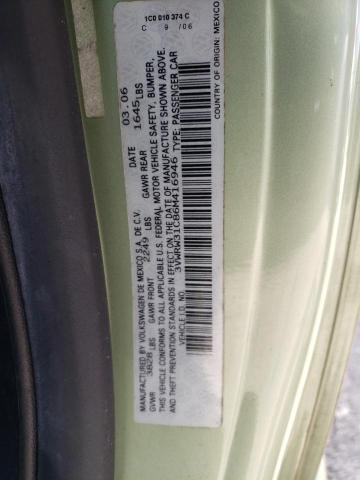 1C0 010 374 C
C 9 / 06
MANUFACTURED BY VOLKSWAGEN DE MEXICO S.A. DE C.V. DATE 03.06
GVWR 3828 LBS GAWR FRONT 2249 LBS GAWR REAR 1645 LBS
THIS VEHICLE CONFORMS TO ALL APPLICABLE U.S. FEDERAL MOTOR VEHICLE SAFETY, BUMPER,
AND THEFT PREVENTION STANDARDS IN EFFECT ON THE DATE OF MANUFACTURE SHOWN ABOVE.
VEHICLE I.D. NO. 3VWRW31C86M416946 TYPE: PASSENGER CAR
COUNTRY OF ORIGIN: MEXICO